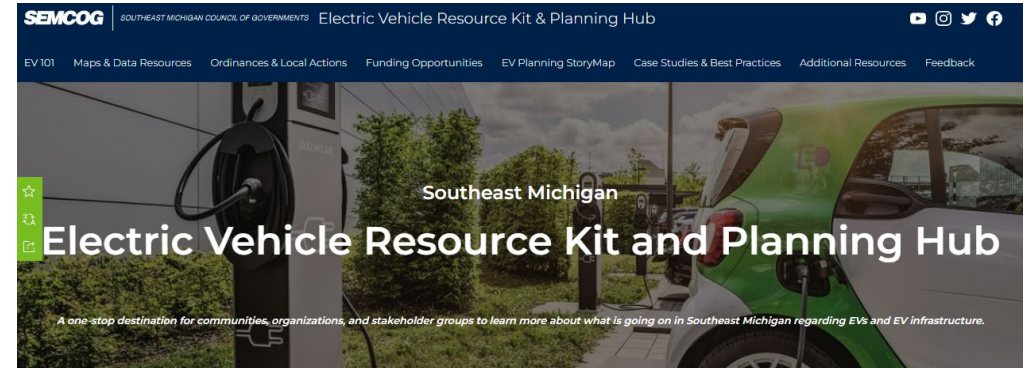 SEMCOG SOUTHEAST MICHIGAN COUNCIL OF GOVERNMENTS Electric Vehicle Resource Kit & Planning Hub
EV 101 Maps & Data Resources Ordinances & Local Actions Funding Opportunities EV Planning StoryMap Case Studies & Best Practices Additional Resources Feedback
DAIMLER
Southeast Michigan
Electric Vehicle Resource Kit and Planning Hub
A one-stop destination for communities, organizations, and stakeholder groups to learn more about what is going on in Southeast Michigan regarding EVs and EV infrastructure.